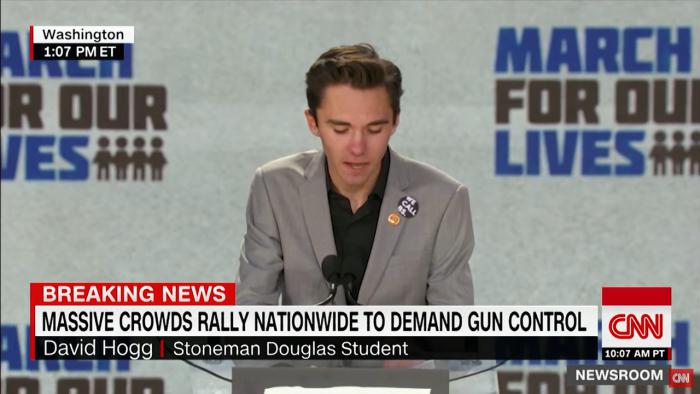 Washington
1:07 PM ET
MARCH
FOR OUR
LIVES
MARCH
FOR OUR
LIVES
WE
CALL
BS.
BREAKING NEWS
MASSIVE CROWDS RALLY NATIONWIDE TO DEMAND GUN CONTROL
David Hogg | Stoneman Douglas Student
CNN
10:07 AM PT
NEWSROOM CNN
FOR OUR